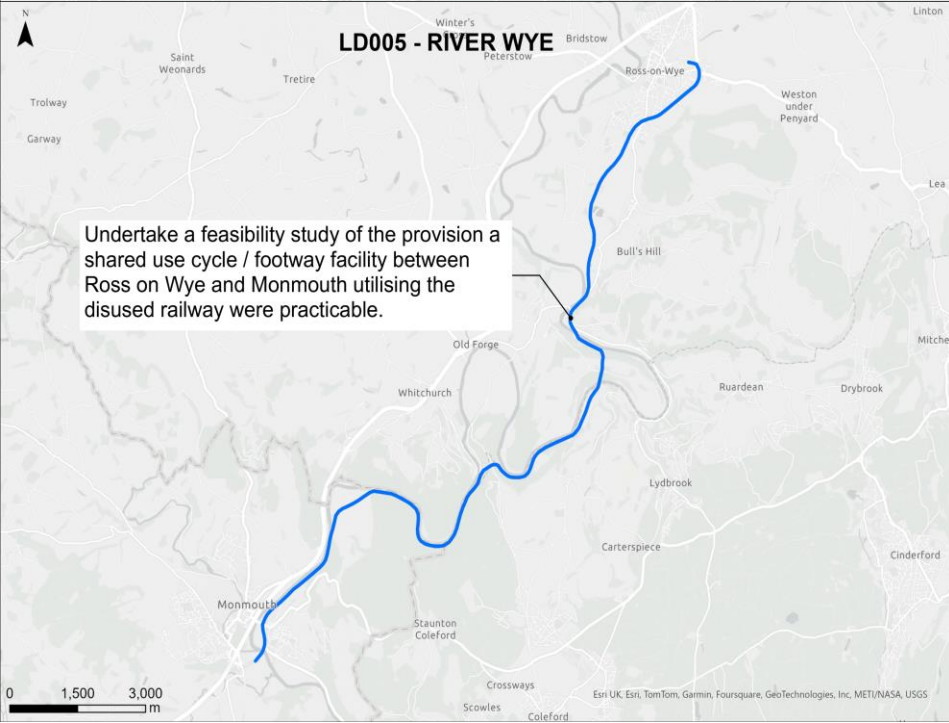 N
LD005 - RIVER WYE
Linton
Winter's
Bridstow
Peterstow
Saint
Weonards
Ross-on-Wye
Tretire
Weston
under
Penyard
Trolway
Garway
Lea
Undertake a feasibility study of the provision a
shared use cycle / footway facility between
Ross on Wye and Monmouth utilising the
disused railway were practicable.
Bull's Hill
Old Forge
Mitche
Whitchurch
Ruardean
Drybrook
Lydbrook
Carterspiece
Cinderford
Monmouth
Staunton
Coleford
Crossways
Scowles
Coleford
0 1,500 3,000
m
Esri UK, Esri, TomTom, Garmin, Foursquare, GeoTechnologies, Inc, METI/NASA, USGS